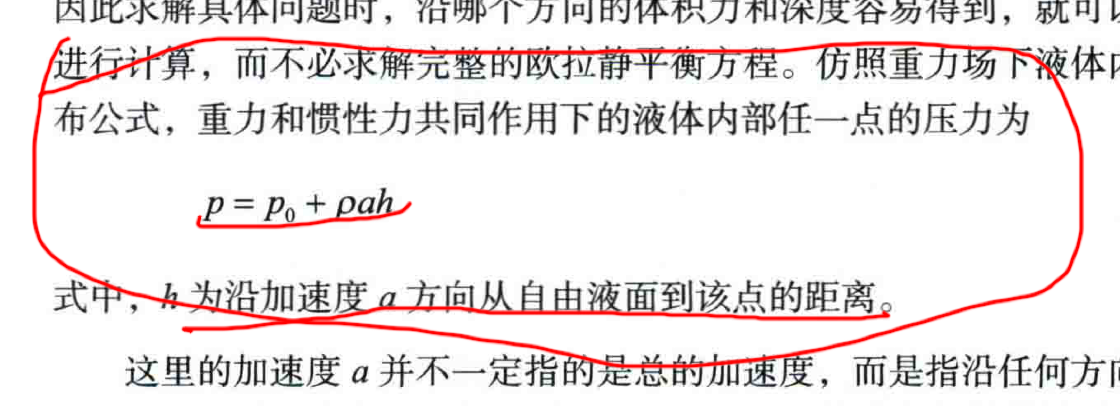 因此求解具体问题时，沿哪个方向的体积力和深度容易得到，就可以
进行计算，而不必求解完整的欧拉静平衡方程。仿照重力场下液体内
布公式，重力和惯性力共同作用下的液体内部任一点的压力为
p = p₀ + ρah
式中，h 为沿加速度 a 方向从自由液面到该点的距离。
这里的加速度 a 并不一定指的是总的加速度，而是指沿任何方向